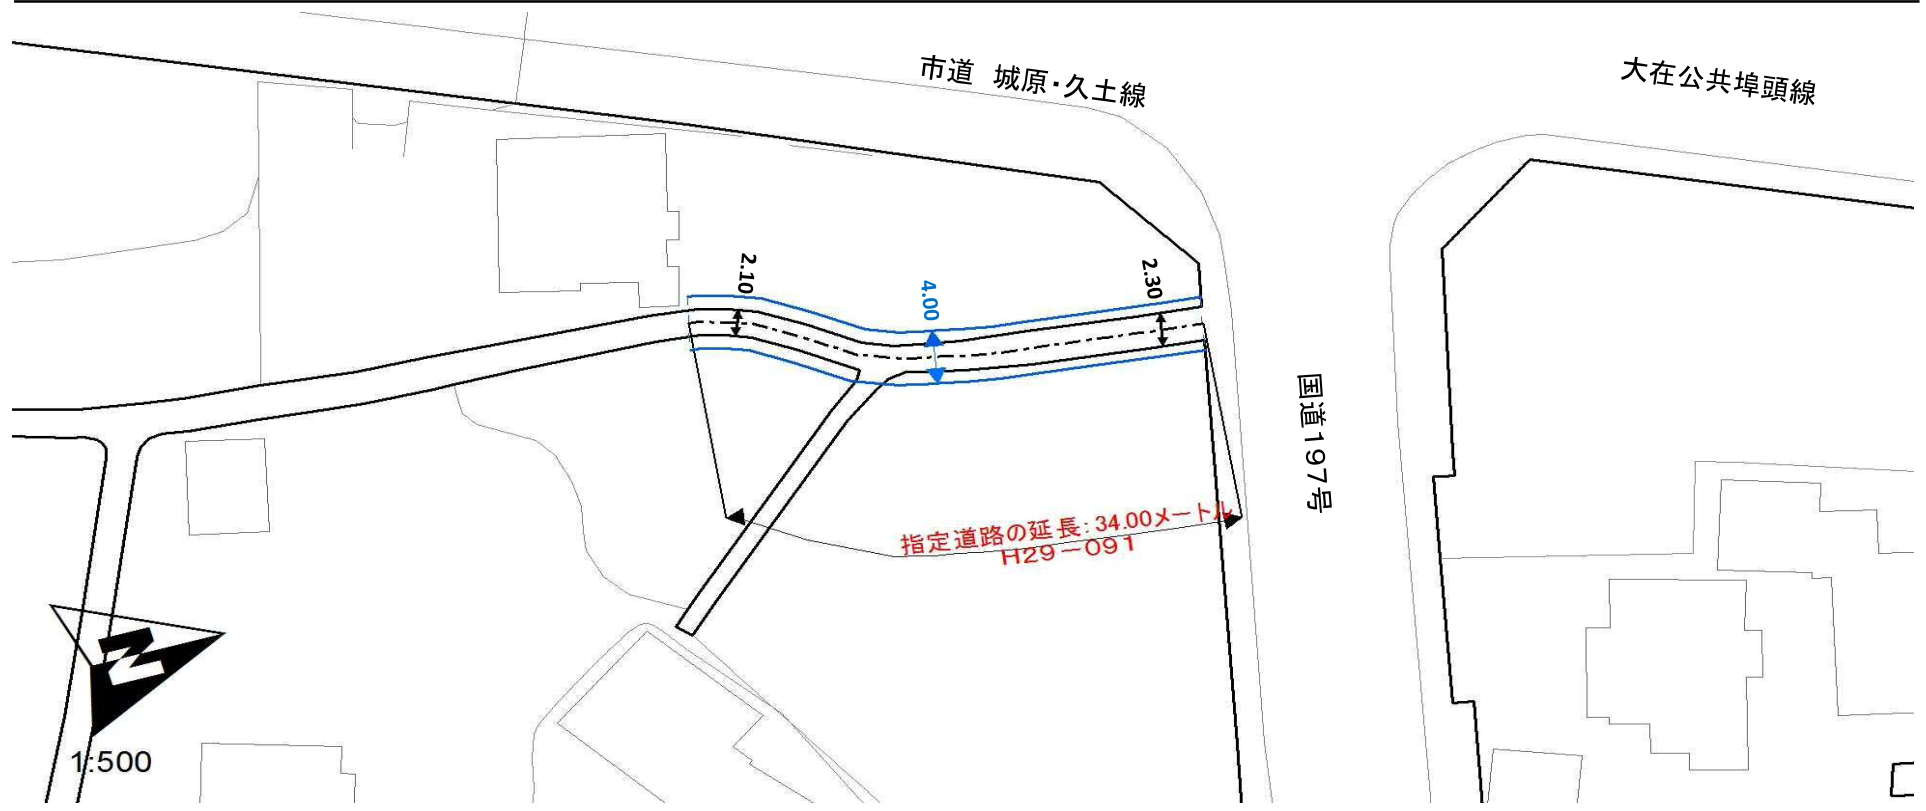 市道　城原・久土線
大在公共埠頭線
2.10
4.00
2.30
国道197号
指定道路の延長：34.00メートル
H29－091
N
1:500